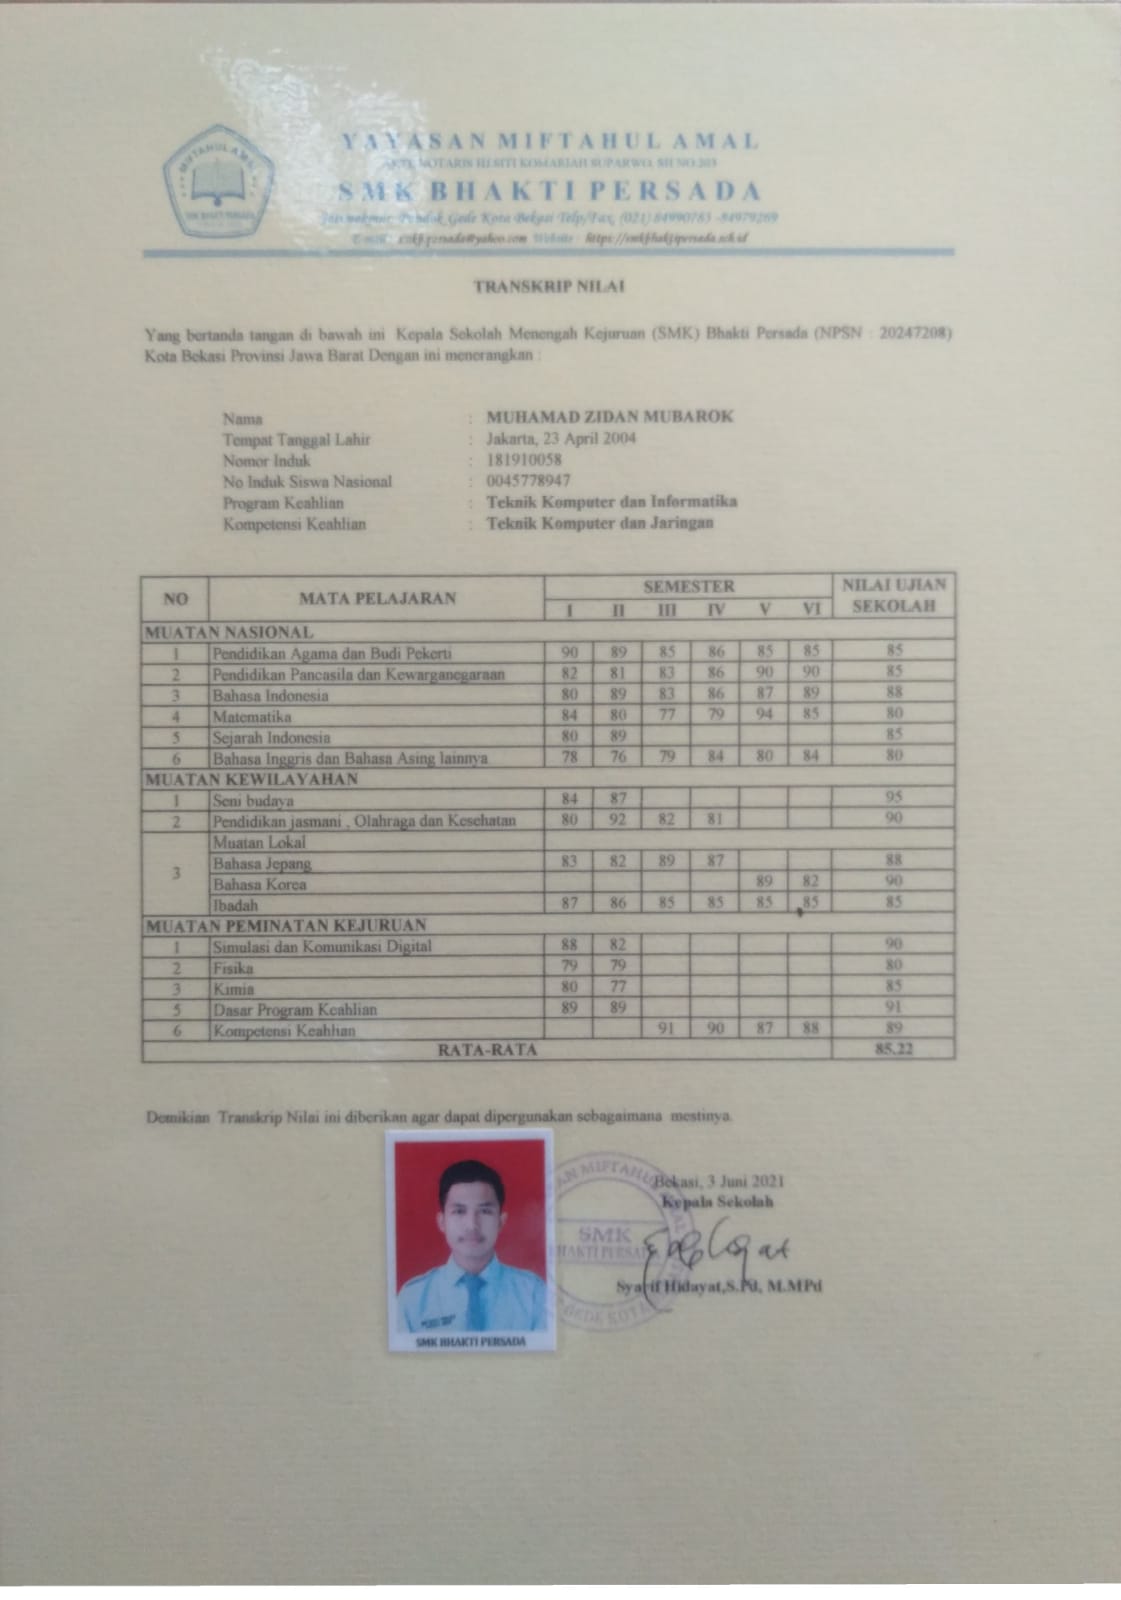 YAYASAN MIFTAHUL AMAL
AKTE NOTARIS HJ.SITI KOMARIAH SUPARWO, SH NO.203
SMK BHAKTI PERSADA
Jatimakmur, Pondok Gede Kota Bekasi Telp/Fax, (021) 84990785 -84979269
E-mail : smkb.persada@yahoo.com Website : https://smkbhaktipersada.sch.id
MIFTAHUL AMAL
SMK BHAKTI PERSADA
TRANSKRIP NILAI
Yang bertanda tangan di bawah ini Kepala Sekolah Menengah Kejuruan (SMK) Bhakti Persada (NPSN : 20247208)
Kota Bekasi Provinsi Jawa Barat Dengan ini menerangkan :
Nama : MUHAMAD ZIDAN MUBAROK
Tempat Tanggal Lahir : Jakarta, 23 April 2004
Nomor Induk : 181910058
No Induk Siswa Nasional : 0045778947
Program Keahlian : Teknik Komputer dan Informatika
Kompetensi Keahlian : Teknik Komputer dan Jaringan
NO MATA PELAJARAN SEMESTER NILAI UJIAN SEKOLAH
I II III IV V VI
MUATAN NASIONAL
1 Pendidikan Agama dan Budi Pekerti 90 89 85 86 85 85 85
2 Pendidikan Pancasila dan Kewarganegaraan 82 81 83 86 90 90 85
3 Bahasa Indonesia 80 89 83 86 87 89 88
4 Matematika 84 80 77 79 94 85 80
5 Sejarah Indonesia 80 89 85
6 Bahasa Inggris dan Bahasa Asing lainnya 78 76 79 84 80 84 80
MUATAN KEWILAYAHAN
1 Seni budaya 84 87 95
2 Pendidikan jasmani , Olahraga dan Kesehatan 80 92 82 81 90
3 Muatan Lokal
Bahasa Jepang 83 82 89 87 88
Bahasa Korea 89 82 90
Ibadah 87 86 85 85 85 85 85
MUATAN PEMINATAN KEJURUAN
1 Simulasi dan Komunikasi Digital 88 82 90
2 Fisika 79 79 80
3 Kimia 80 77 85
5 Dasar Program Keahlian 89 89 91
6 Kompetensi Keahlian 91 90 87 88 89
RATA-RATA 85.22
Demikian Transkrip Nilai ini diberikan agar dapat dipergunakan sebagaimana mestinya.
Bekasi, 3 Juni 2021
Kepala Sekolah
SMK
BHAKTI PERSADA
Syarif Hidayat,S.Pd, M.MPd
SMK BHAKTI PERSADA